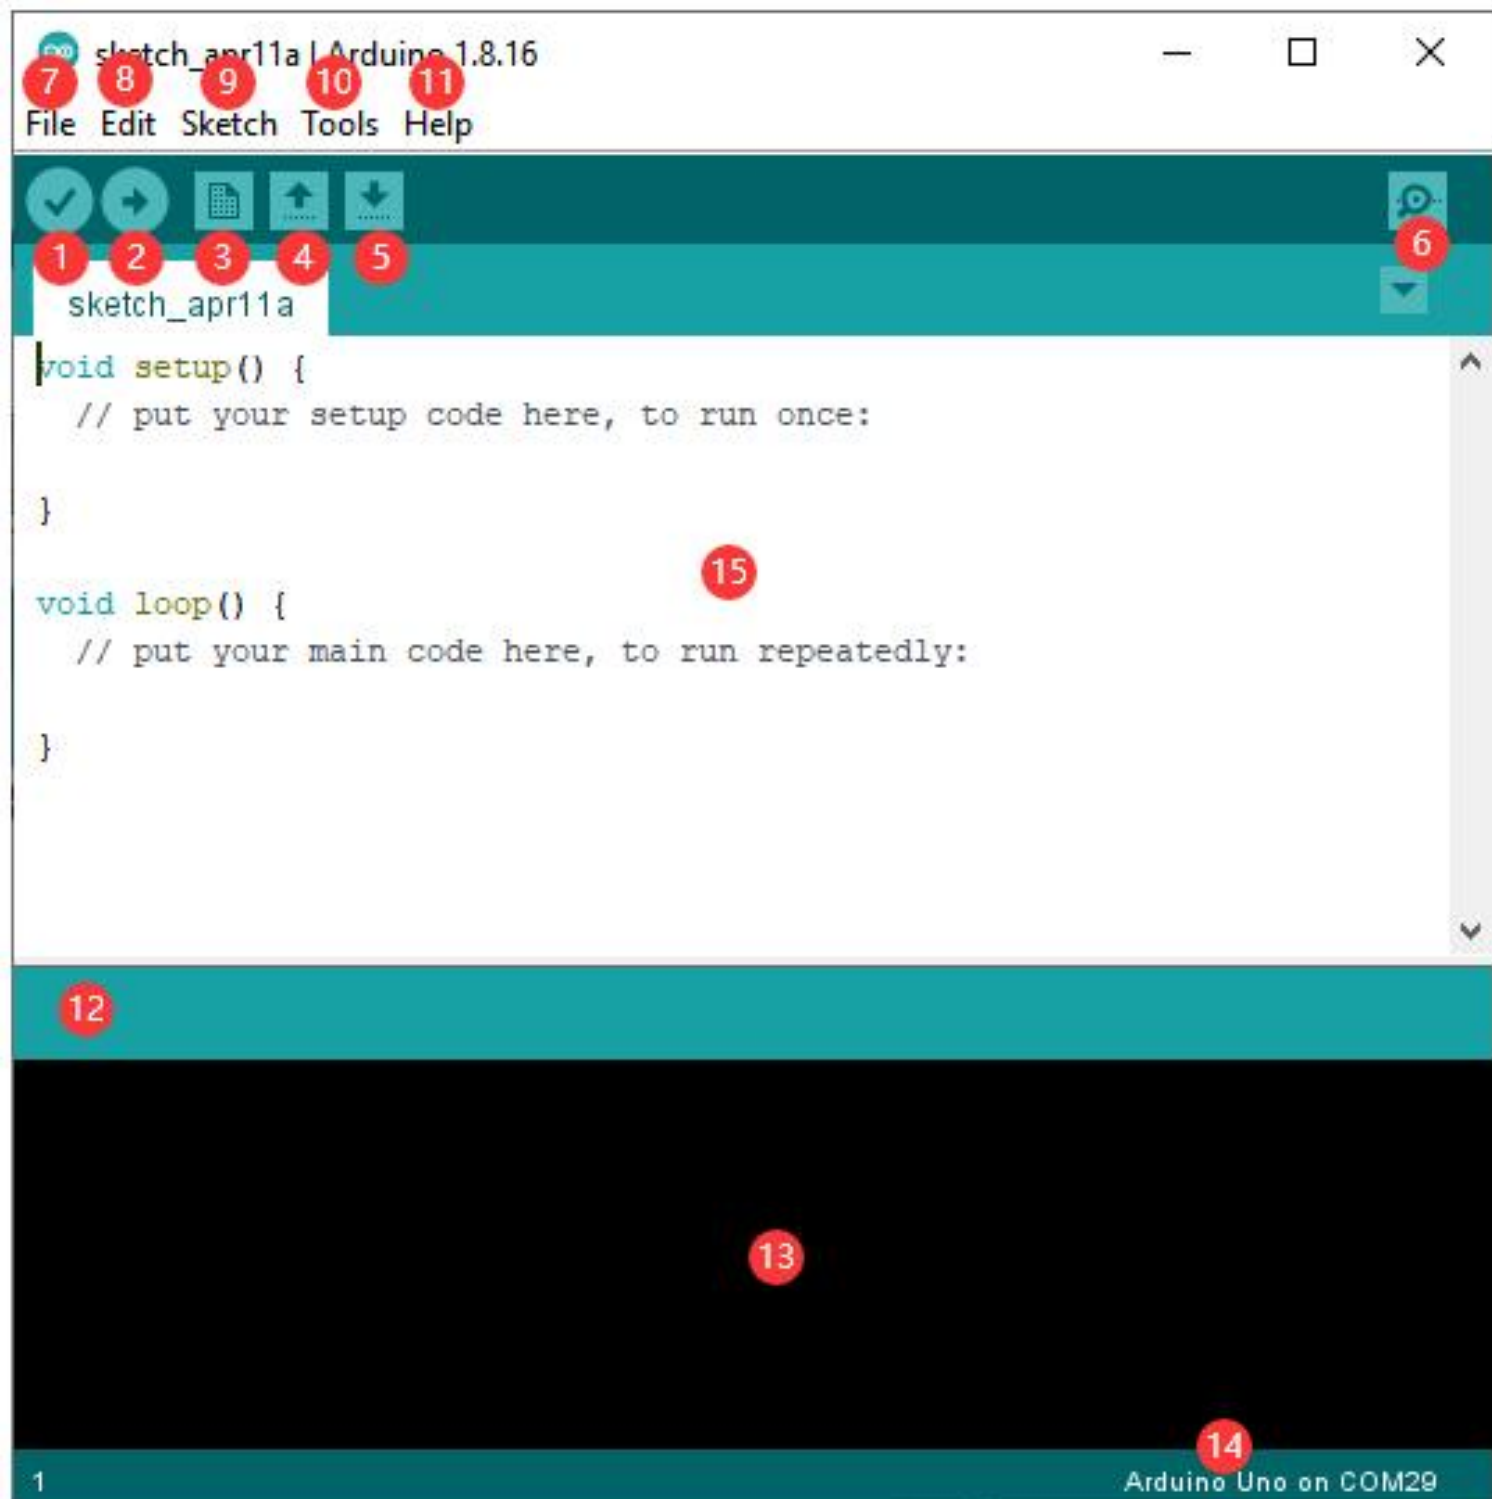 sketch_apr11a | Arduino 1.8.16
7 8 9 10 11
File Edit Sketch Tools Help
1 2 3 4 5 6
sketch_apr11a
void setup() {
  // put your setup code here, to run once:
}
15
void loop() {
  // put your main code here, to run repeatedly:
}
12
13
14
1 Arduino Uno on COM29